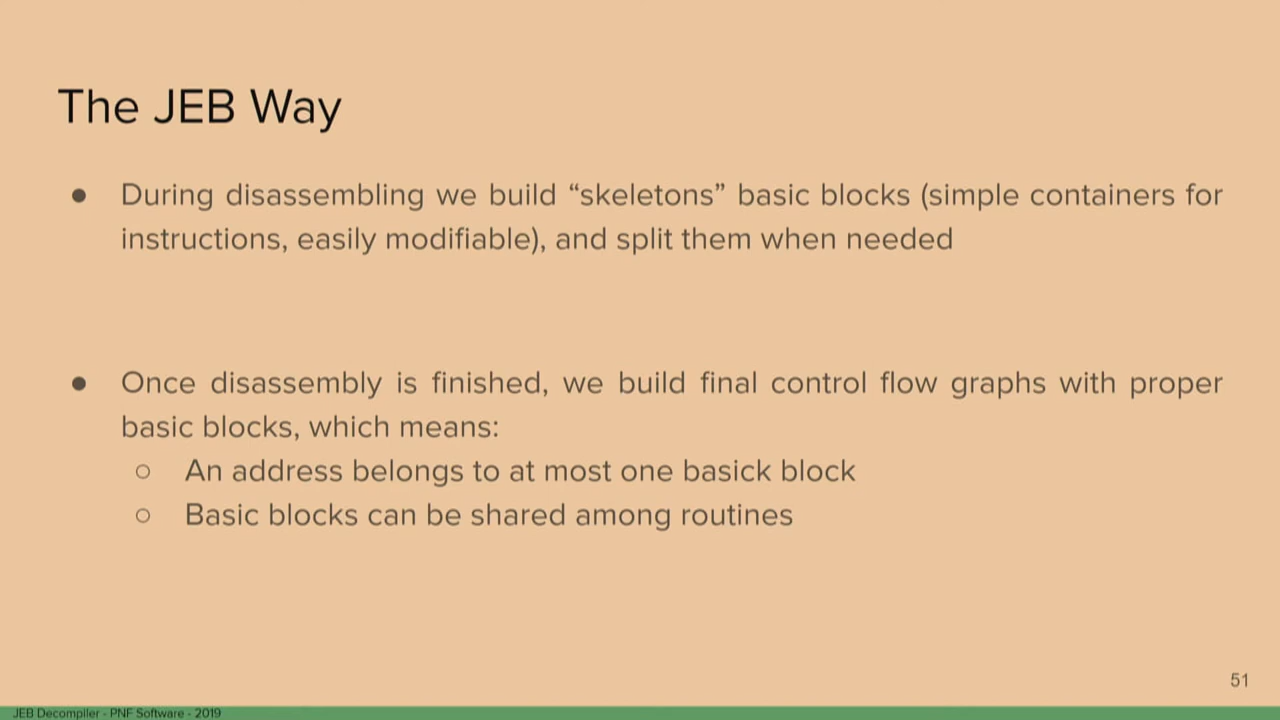 The JEB Way
● During disassembling we build “skeletons” basic blocks (simple containers for
instructions, easily modifiable), and split them when needed
● Once disassembly is finished, we build final control flow graphs with proper
basic blocks, which means:
○ An address belongs to at most one basick block
○ Basic blocks can be shared among routines
51
JEB Decompiler - PNF Software - 2019